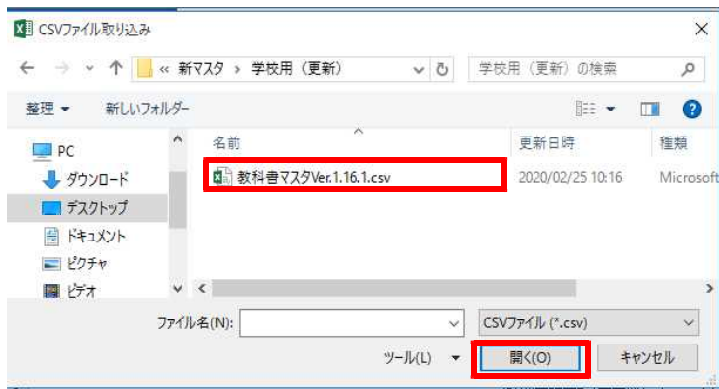 CSVファイル取り込み
« 新マスタ › 学校用（更新）
学校用（更新）の検索
整理
新しいフォルダー
名前
更新日時
種類
PC
ダウンロード
デスクトップ
ドキュメント
ピクチャ
ビデオ
教科書マスタVer.1.16.1.csv
2020/02/25 10:16
Microsoft
ファイル名(N):
CSVファイル (*.csv)
ツール(L)
開く(O)
キャンセル